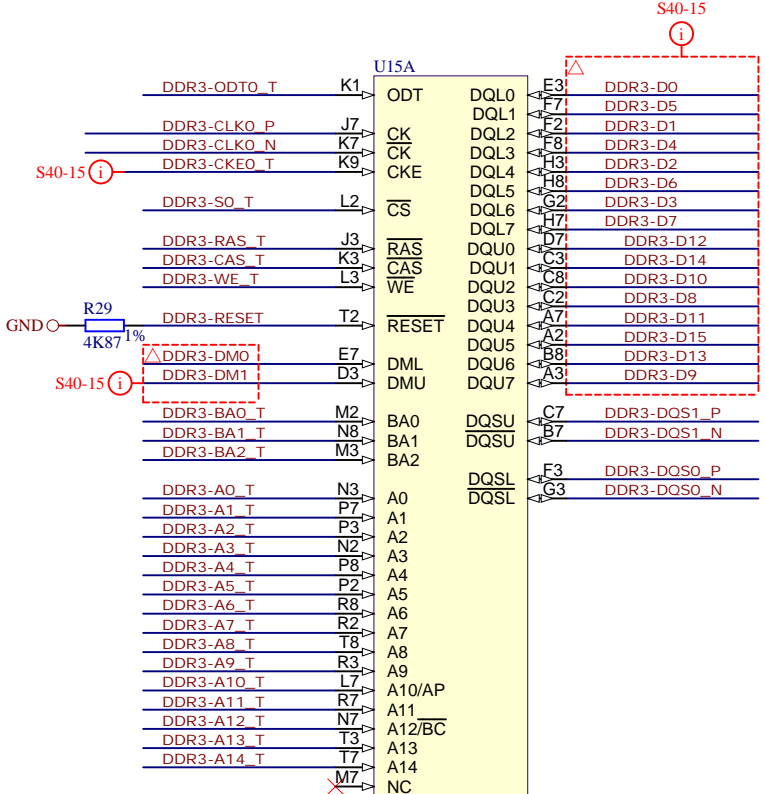 S40-15
i
U15A
DDR3-ODT0_T K1 ODT DQL0 E3 DDR3-D0
DQL1 F7 DDR3-D5
DDR3-CLK0_P J7 CK DQL2 F2 DDR3-D1
DDR3-CLK0_N K7 CK DQL3 F8 DDR3-D4
S40-15 i DDR3-CKE0_T K9 CKE DQL4 H3 DDR3-D2
DQL5 H8 DDR3-D6
DDR3-S0_T L2 CS DQL6 G2 DDR3-D3
DQL7 H7 DDR3-D7
DDR3-RAS_T J3 RAS DQU0 D7 DDR3-D12
DDR3-CAS_T K3 CAS DQU1 C3 DDR3-D14
DDR3-WE_T L3 WE DQU2 C8 DDR3-D10
DQU3 C2 DDR3-D8
GND R29 4K87 1% DDR3-RESET T2 RESET DQU4 A7 DDR3-D11
DQU5 A2 DDR3-D15
DDR3-DM0 E7 DML DQU6 B8 DDR3-D13
S40-15 i DDR3-DM1 D3 DMU DQU7 A3 DDR3-D9
DDR3-BA0_T M2 BA0 DQSU C7 DDR3-DQS1_P
DDR3-BA1_T N8 BA1 DQSU B7 DDR3-DQS1_N
DDR3-BA2_T M3 BA2
DQSL F3 DDR3-DQS0_P
DDR3-A0_T N3 A0 DQSL G3 DDR3-DQS0_N
DDR3-A1_T P7 A1
DDR3-A2_T P3 A2
DDR3-A3_T N2 A3
DDR3-A4_T P8 A4
DDR3-A5_T P2 A5
DDR3-A6_T R8 A6
DDR3-A7_T R2 A7
DDR3-A8_T T8 A8
DDR3-A9_T R3 A9
DDR3-A10_T L7 A10/AP
DDR3-A11_T R7 A11
DDR3-A12_T N7 A12/BC
DDR3-A13_T T3 A13
DDR3-A14_T T7 A14
M7 NC